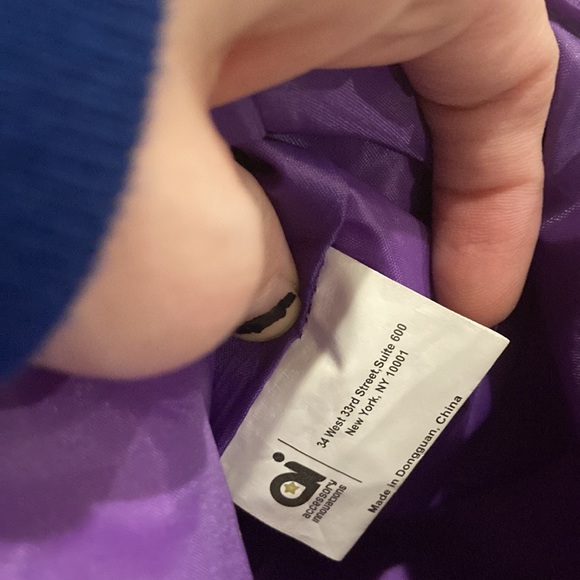 ai
accessory
innovations
34 West 33rd Street, Suite 600
New York, NY 10001
Made in Dongguan, China